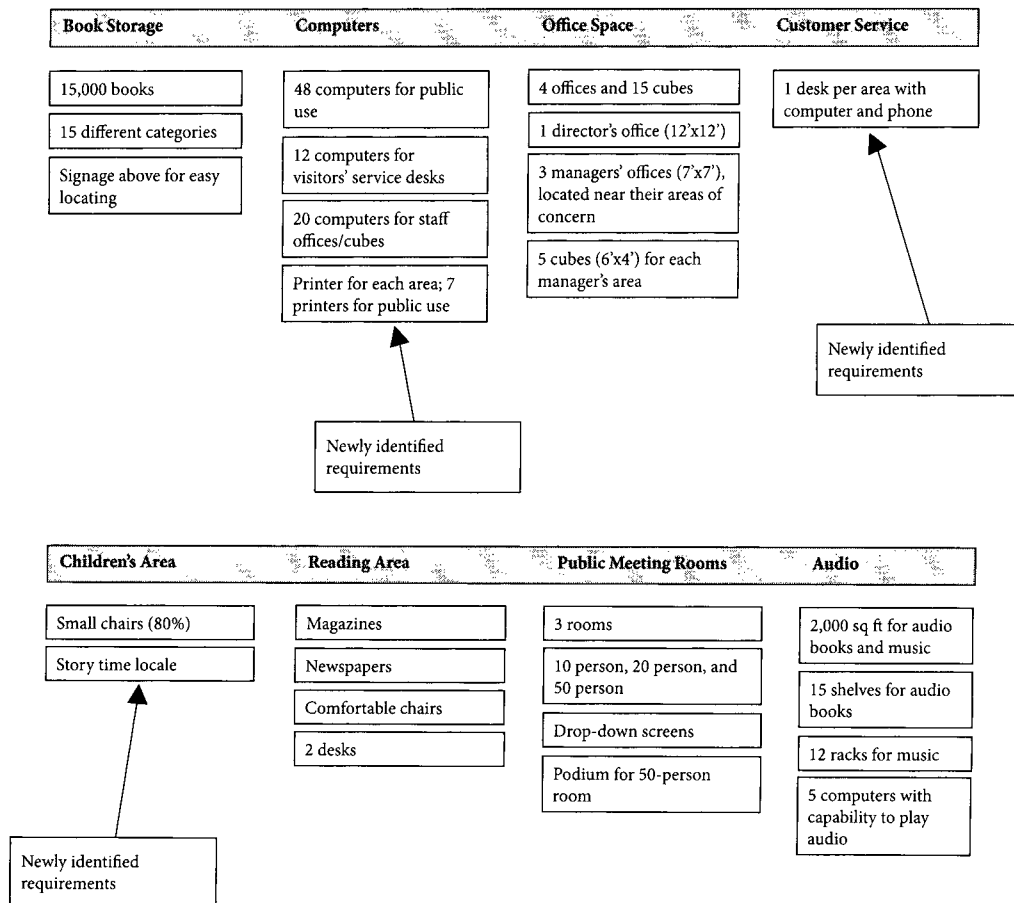 Book Storage
Computers
Office Space
Customer Service
15,000 books
15 different categories
Signage above for easy
locating
48 computers for public
use
12 computers for
visitors' service desks
20 computers for staff
offices/cubes
Printer for each area; 7
printers for public use
4 offices and 15 cubes
1 director's office (12'x12')
3 managers' offices (7'x7'),
located near their areas of
concern
5 cubes (6'x4') for each
manager's area
1 desk per area with
computer and phone
Newly identified
requirements
Newly identified
requirements
Children's Area
Reading Area
Public Meeting Rooms
Audio
Small chairs (80%)
Story time locale
Magazines
Newspapers
Comfortable chairs
2 desks
3 rooms
10 person, 20 person, and
50 person
Drop-down screens
Podium for 50-person
room
2,000 sq ft for audio
books and music
15 shelves for audio
books
12 racks for music
5 computers with
capability to play
audio
Newly identified
requirements